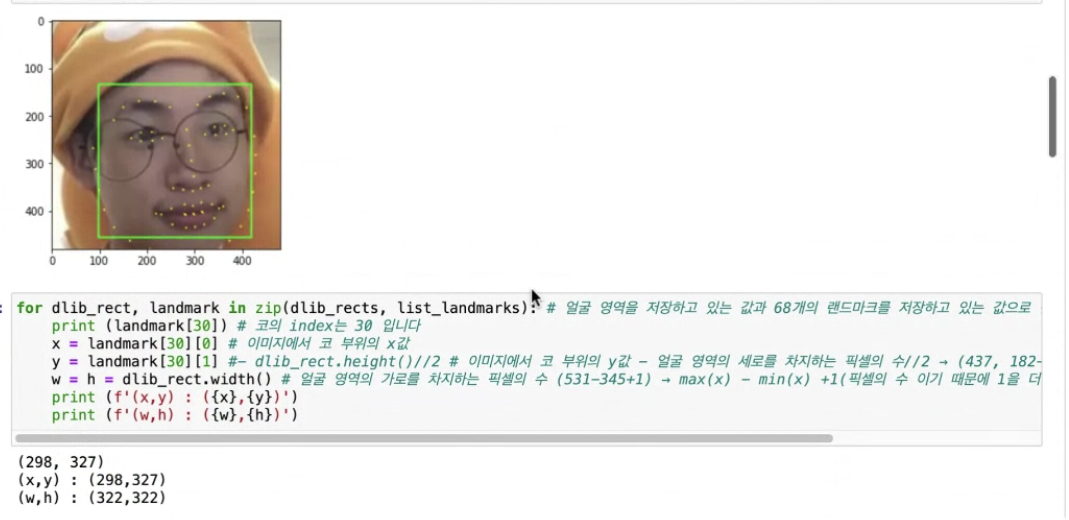 0
100
200
300
400
0 100 200 300 400
: for dlib_rect, landmark in zip(dlib_rects, list_landmarks): # 얼굴 영역을 저장하고 있는 값과 68개의 랜드마크를 저장하고 있는 값으로
print (landmark[30]) # 코의 index는 30 입니다
x = landmark[30][0] # 이미지에서 코 부위의 x값
y = landmark[30][1] #- dlib_rect.height()//2 # 이미지에서 코 부위의 y값 - 얼굴 영역의 세로를 차지하는 픽셀의 수//2 → (437, 182-
w = h = dlib_rect.width() # 얼굴 영역의 가로를 차지하는 픽셀의 수 (531-345+1) → max(x) - min(x) +1(픽셀의 수 이기 때문에 1을 더
print (f'(x,y) : ({x},{y})')
print (f'(w,h) : ({w},{h})')
(298, 327)
(x,y) : (298,327)
(w,h) : (322,322)